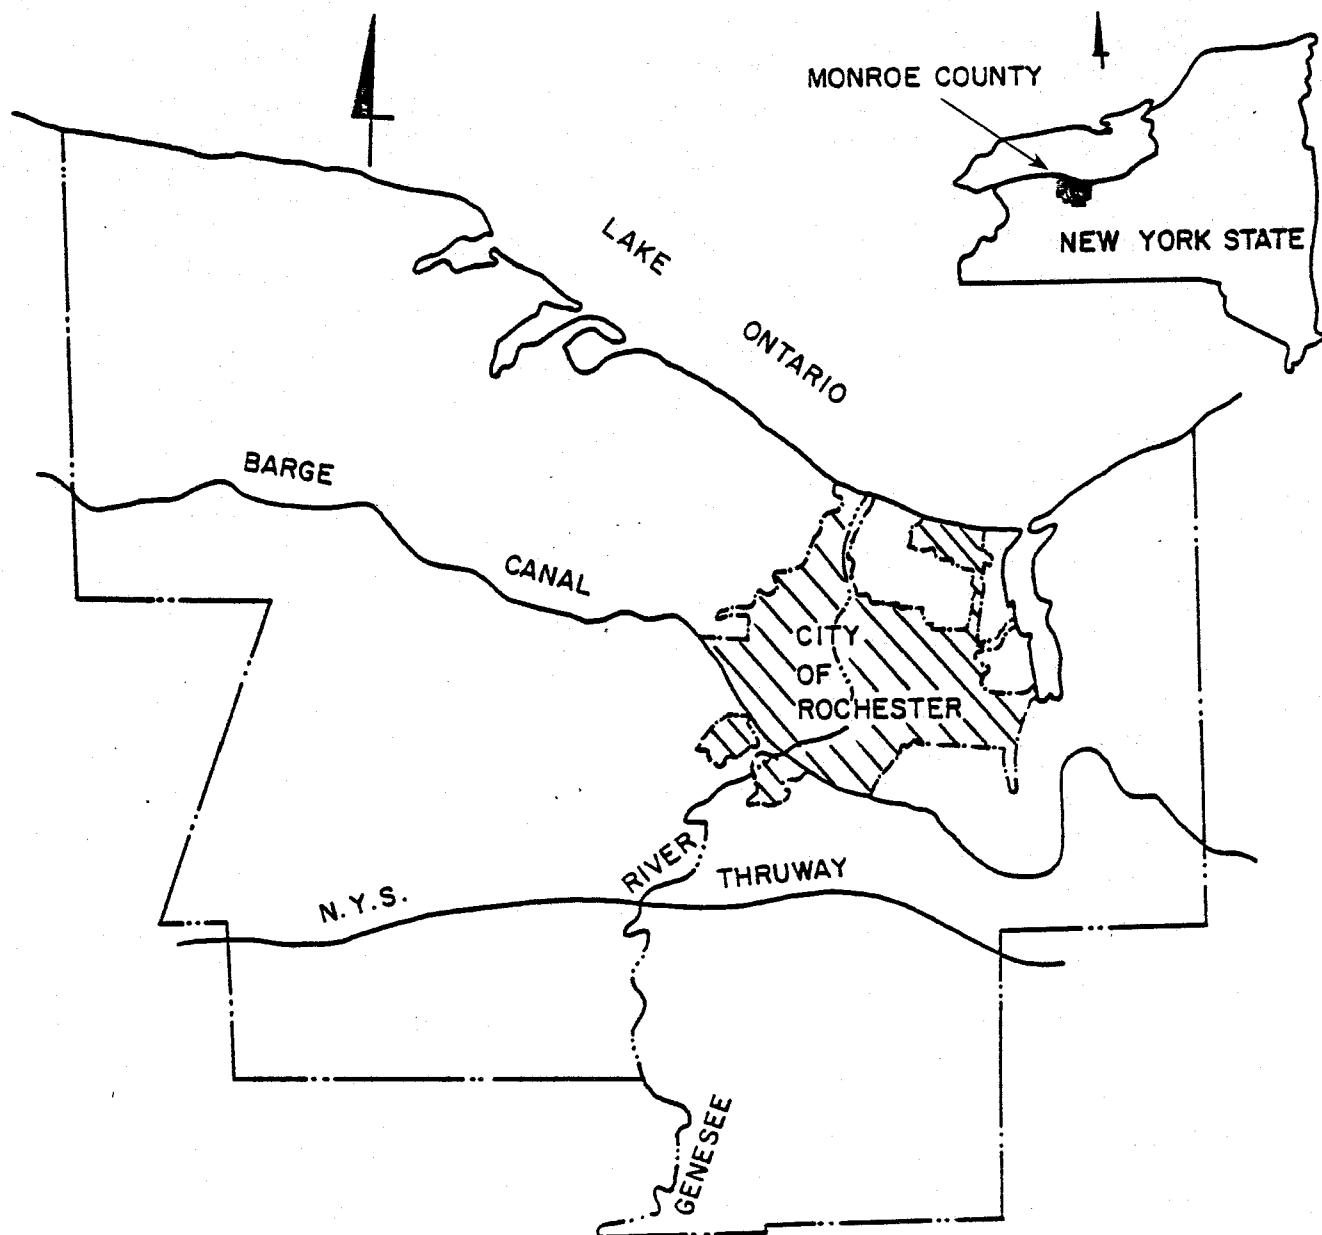 MONROE COUNTY
NEW YORK STATE
LAKE
ONTARIO
BARGE
CANAL
CITY
OF
ROCHESTER
RIVER
THRUWAY
N.Y.S.
GENESEE